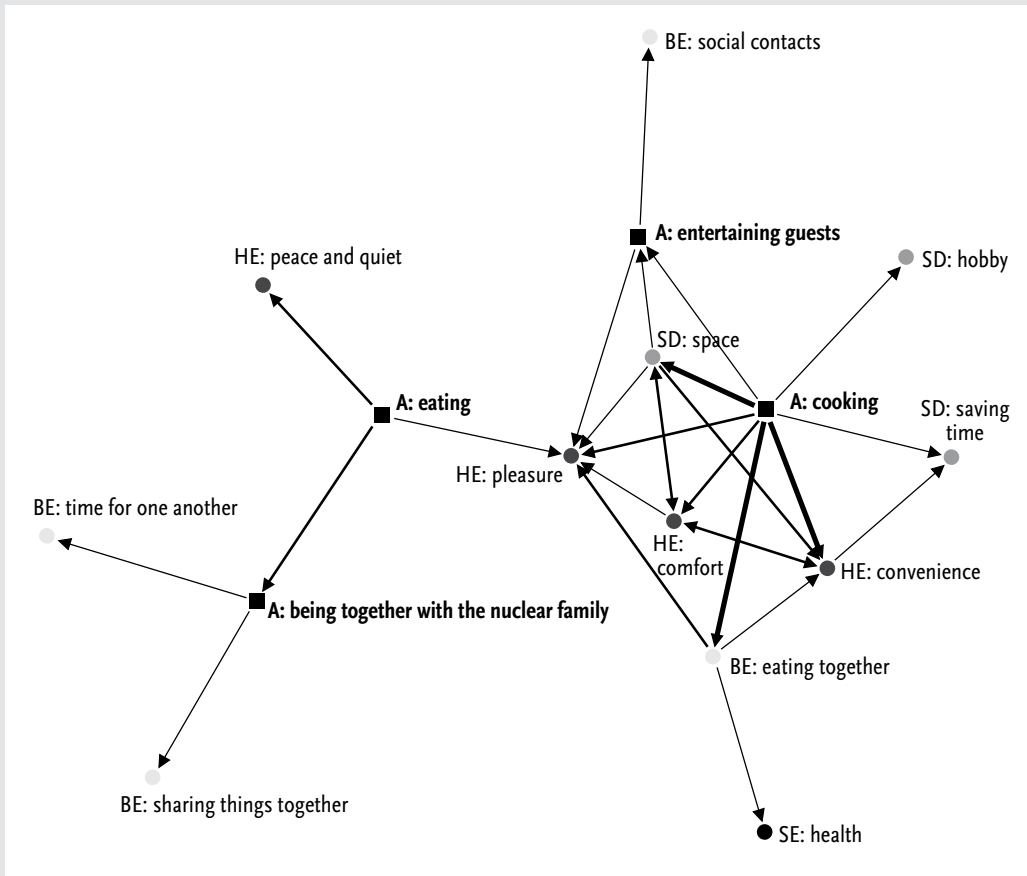 BE: social contacts
A: entertaining guests
HE: peace and quiet
SD: hobby
SD: space
A: eating
A: cooking
SD: saving
time
HE: pleasure
BE: time for one another
HE:
comfort
HE: convenience
A: being together with the nuclear family
BE: eating together
BE: sharing things together
SE: health